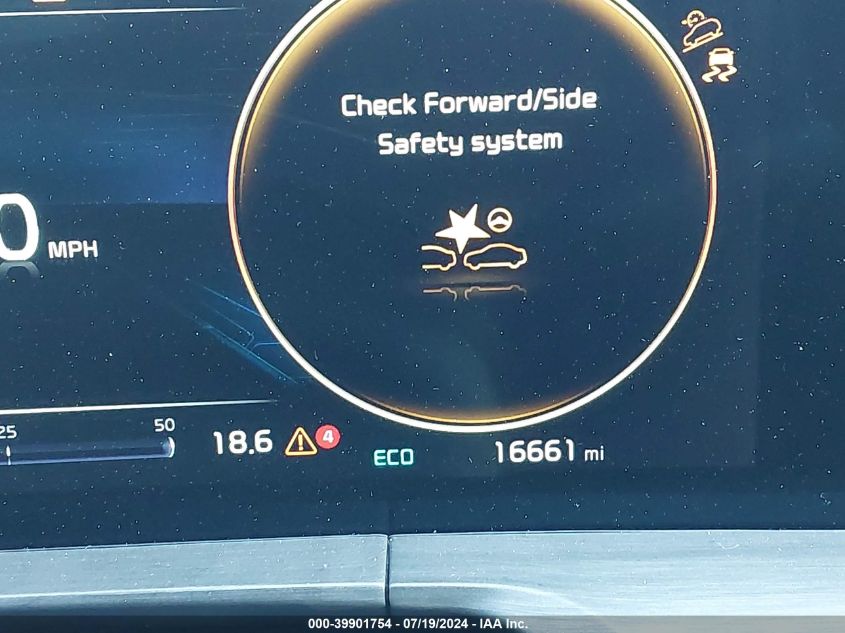 Check Forward/Side
Safety system
0 MPH
25
50
18.6
4
ECO
16661 mi
000-39901754 - 07/19/2024 - IAA Inc.